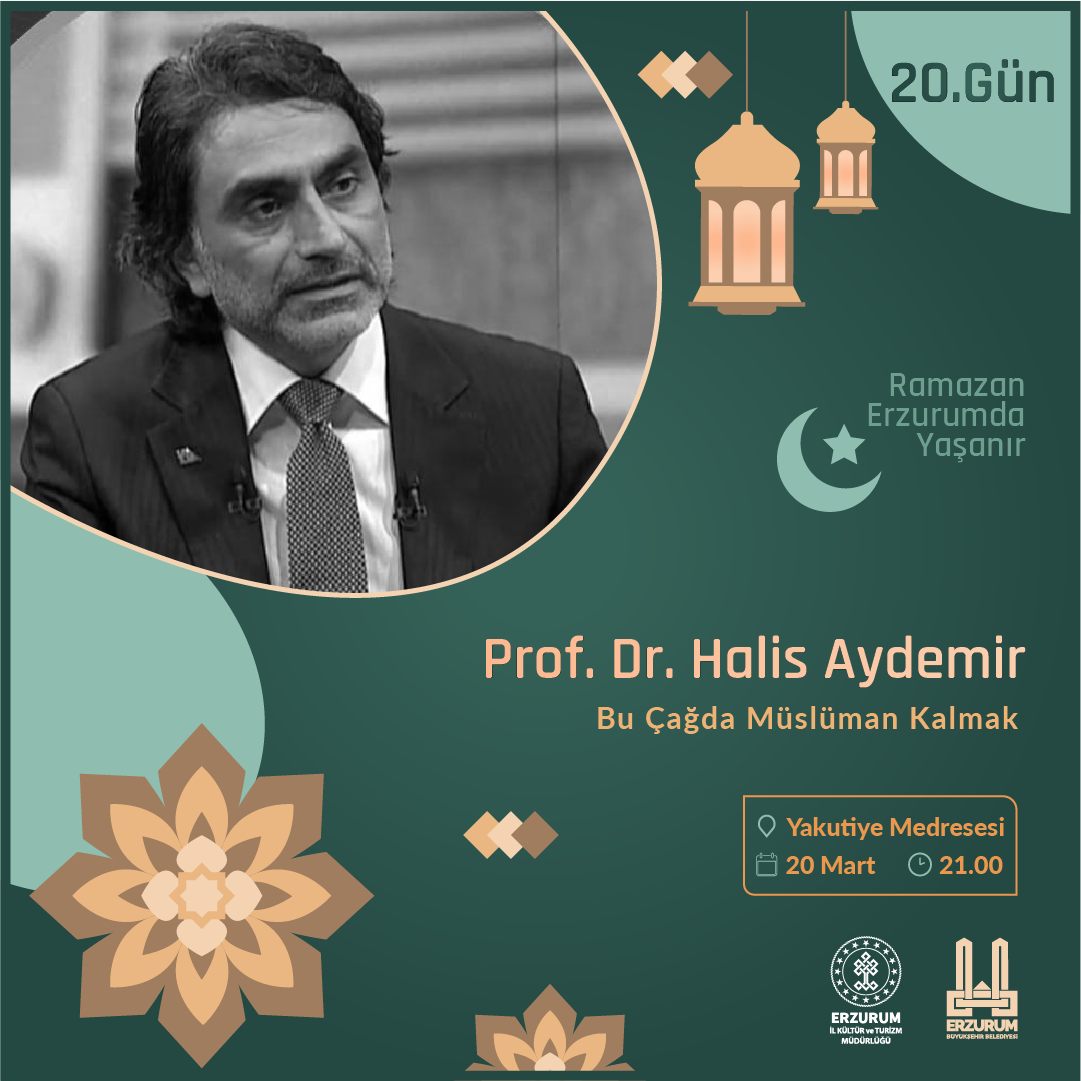 20.Gün
Ramazan
Erzurumda
Yaşanır
Prof. Dr. Halis Aydemir
Bu Çağda Müslüman Kalmak
Yakutiye Medresesi
20 Mart 21.00
ERZURUM
İL KÜLTÜR ve TURİZM
MÜDÜRLÜĞÜ
ERZURUM
BÜYÜKŞEHİR BELEDİYESİ